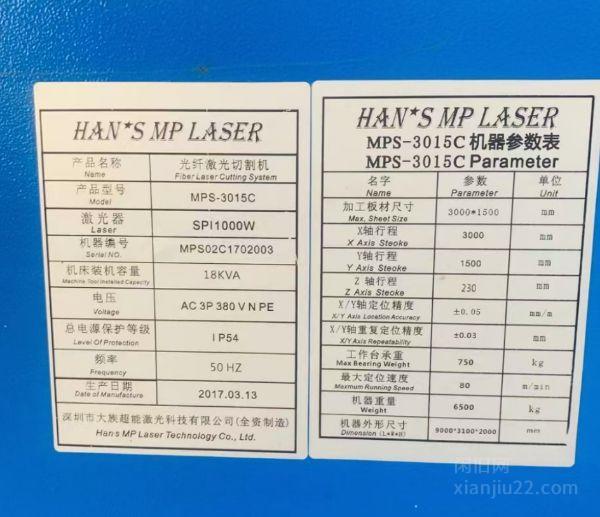 HAN*S MP LASER
产品名称 光纤激光切割机
Name Fiber Laser Cutting System
产品型号 MPS-3015C
Model
激光器 SPI1000W
Laser
机器编号 MPS02C1702003
Serial NO.
机床装机容量 18KVA
Machine Tool Installed Capacity
电压 AC 3P 380 V N PE
Voltage
总电源保护等级 I P54
Level Of Protection
频率 50 HZ
Frequency
生产日期 2017.03.13
Date of Manufacture
深圳市大族超能激光科技有限公司(全资制造)
Han's MP Laser Technology Co., Ltd.
HAN*S MP LASER
MPS-3015C 机器参数表
MPS-3015C Parameter
名字 参数 单位
Name Parameter Unit
加工板材尺寸 3000*1500 mm
Max. Sheet Size
X轴行程 3000 mm
X Axis Steoke
Y轴行程 1500 mm
Y Axis Steoke
Z 轴行程 230 mm
Z Axis Steoke
X/Y轴定位精度 ±0.05 mm/m
X/Y Axis Location Accuracy
X/Y轴重复定位精度 ±0.03 mm
X/Y Axis Repeatability
工作台承重 750 kg
Max Bearing Weight
最大定位速度 80 m/min
Maxmum Running Speed
机器重量 6500 kg
Weight
机器外形尺寸 9000*3100*2000 mm
Dimension (L*W*H)
闲旧网
xianjiu22.com